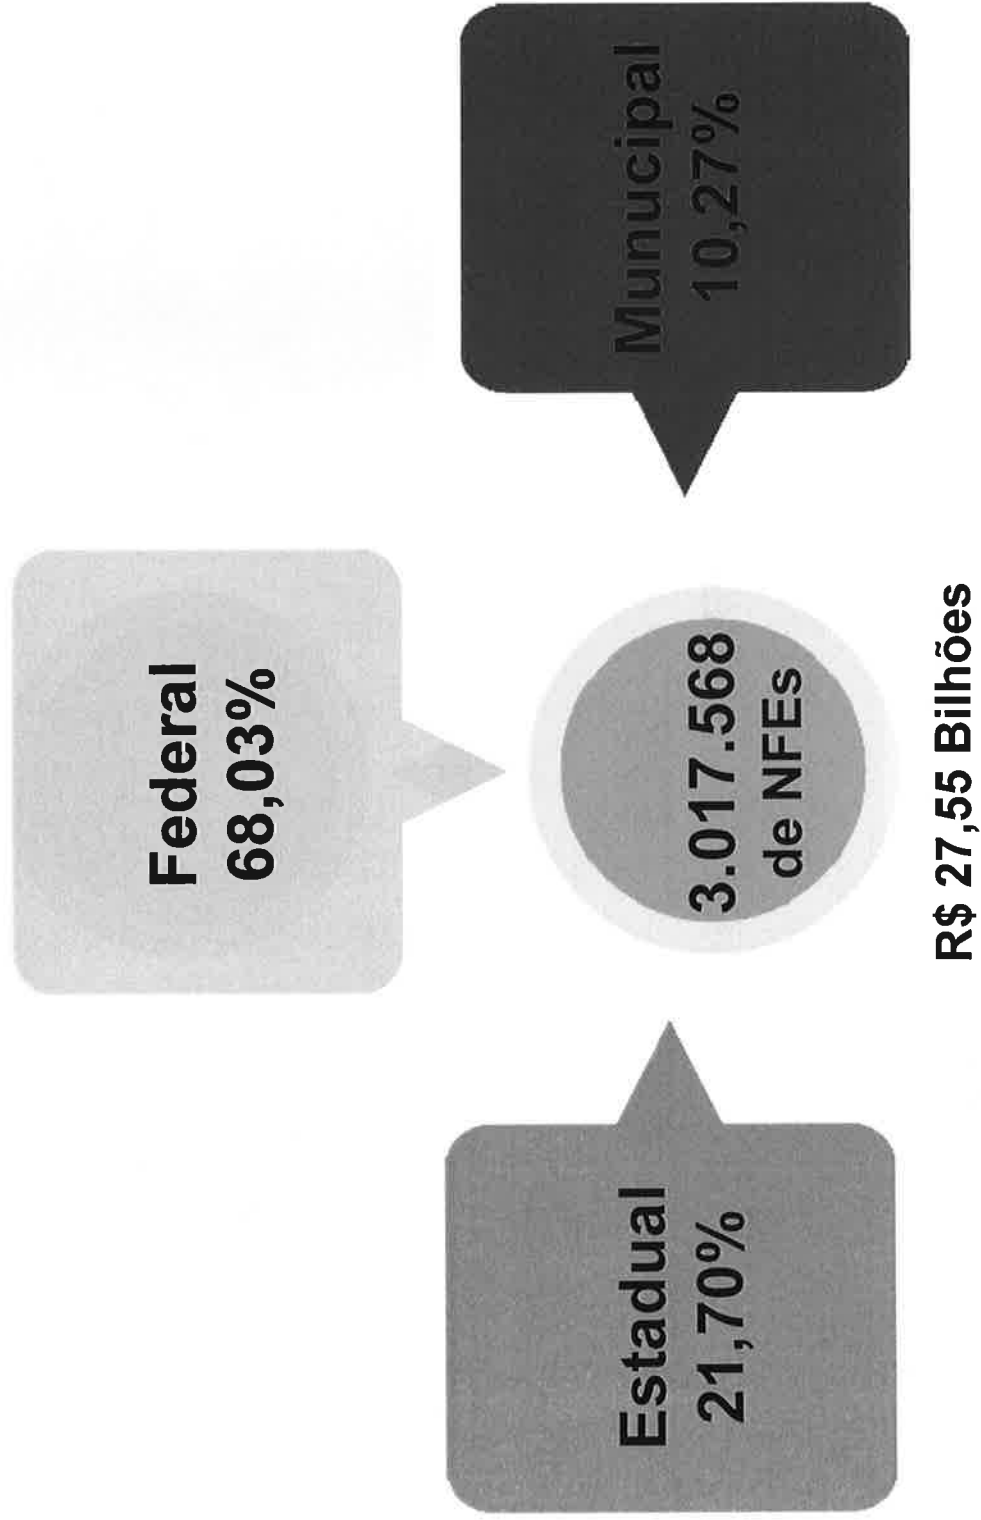 Federal
68,03%
Estadual
21,70%
3.017.568
de NFEs
Munucipal
10,27%
R$ 27,55 Bilhões